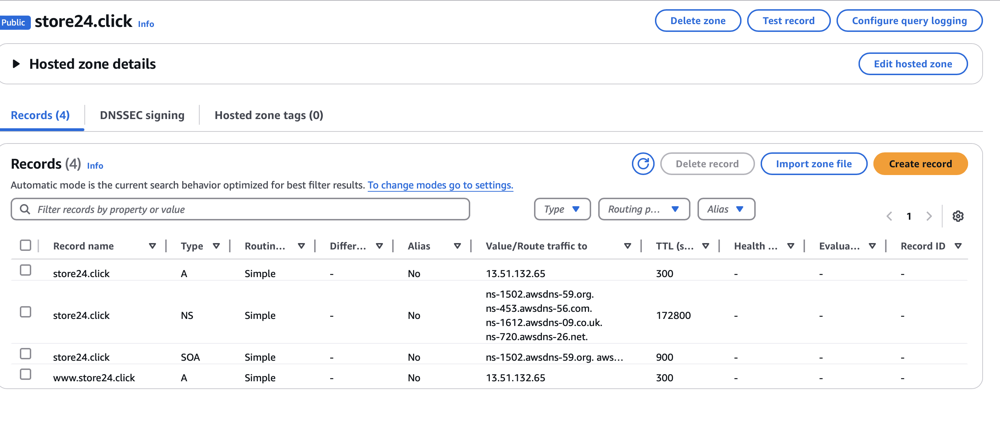 Public store24.click Info Delete zone Test record Configure query logging
Hosted zone details Edit hosted zone
Records (4) DNSSEC signing Hosted zone tags (0)
Records (4) Info Delete record Import zone file Create record
Automatic mode is the current search behavior optimized for best filter results. To change modes go to settings.
Filter records by property or value Type Routing p... Alias 1
Record name Type Routin... Differ... Alias Value/Route traffic to TTL (s... Health ... Evalua... Record ID
store24.click A Simple - No 13.51.132.65 300 - - -
ns-1502.awsdns-59.org.
ns-453.awsdns-56.com.
store24.click NS Simple - No 172800 - - -
ns-1612.awsdns-09.co.uk.
ns-720.awsdns-26.net.
store24.click SOA Simple - No ns-1502.awsdns-59.org. aws... 900 - - -
www.store24.click A Simple - No 13.51.132.65 300 - - -